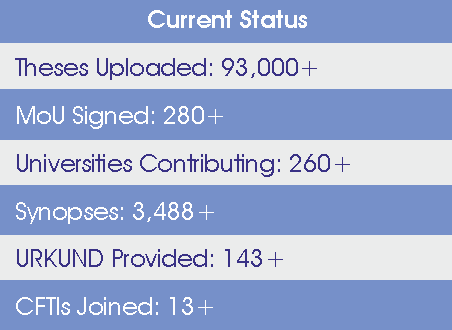 Current Status
Theses Uploaded: 93,000+
MoU Signed: 280+
Universities Contributing: 260+
Synopses: 3,488+
URKUND Provided: 143+
CFTIs Joined: 13+